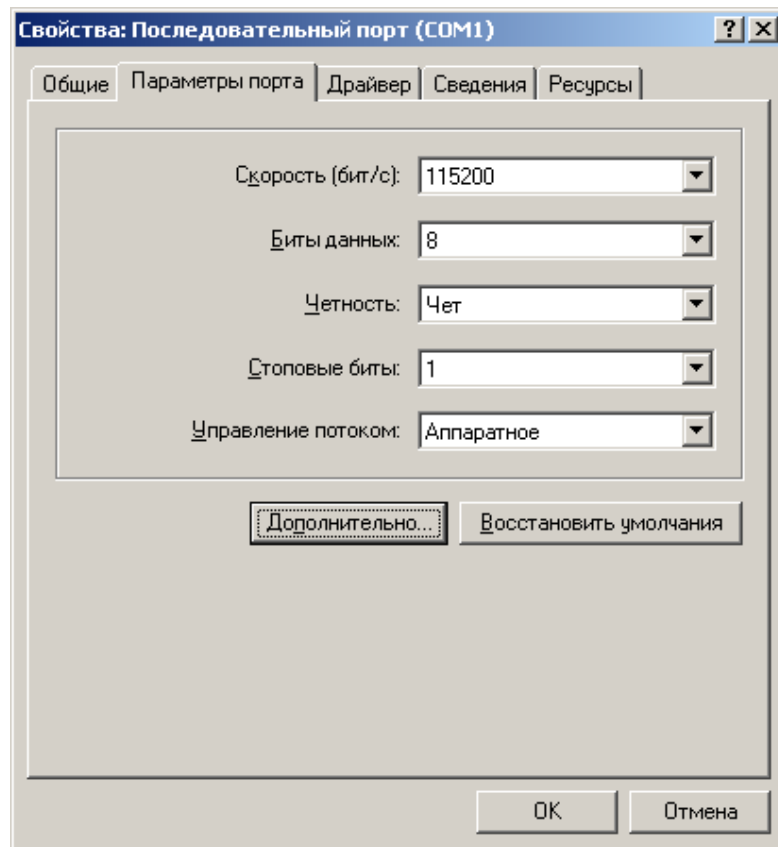 Свойства: Последовательный порт (COM1)
Общие Параметры порта Драйвер Сведения Ресурсы
Скорость (бит/с): 115200
Биты данных: 8
Четность: Чет
Стоповые биты: 1
Управление потоком: Аппаратное
Дополнительно... Восстановить умолчания
OK Отмена